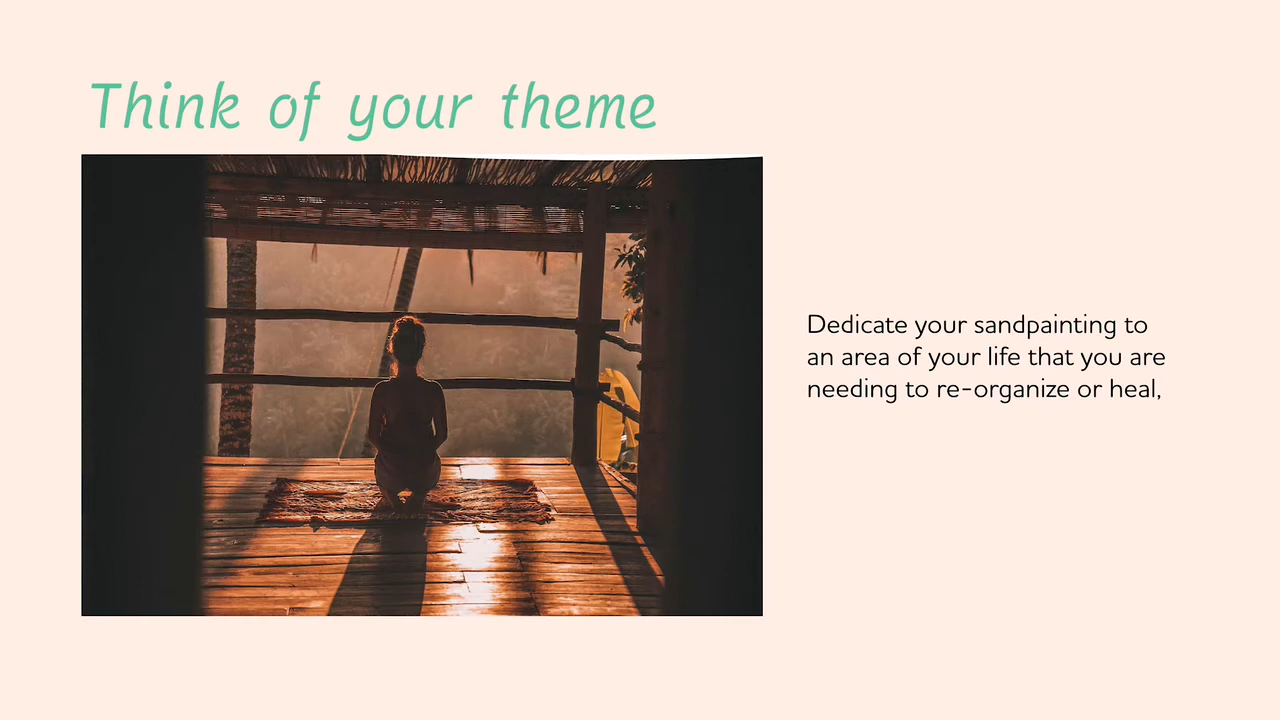 Think of your theme
Dedicate your sandpainting to
an area of your life that you are
needing to re-organize or heal,